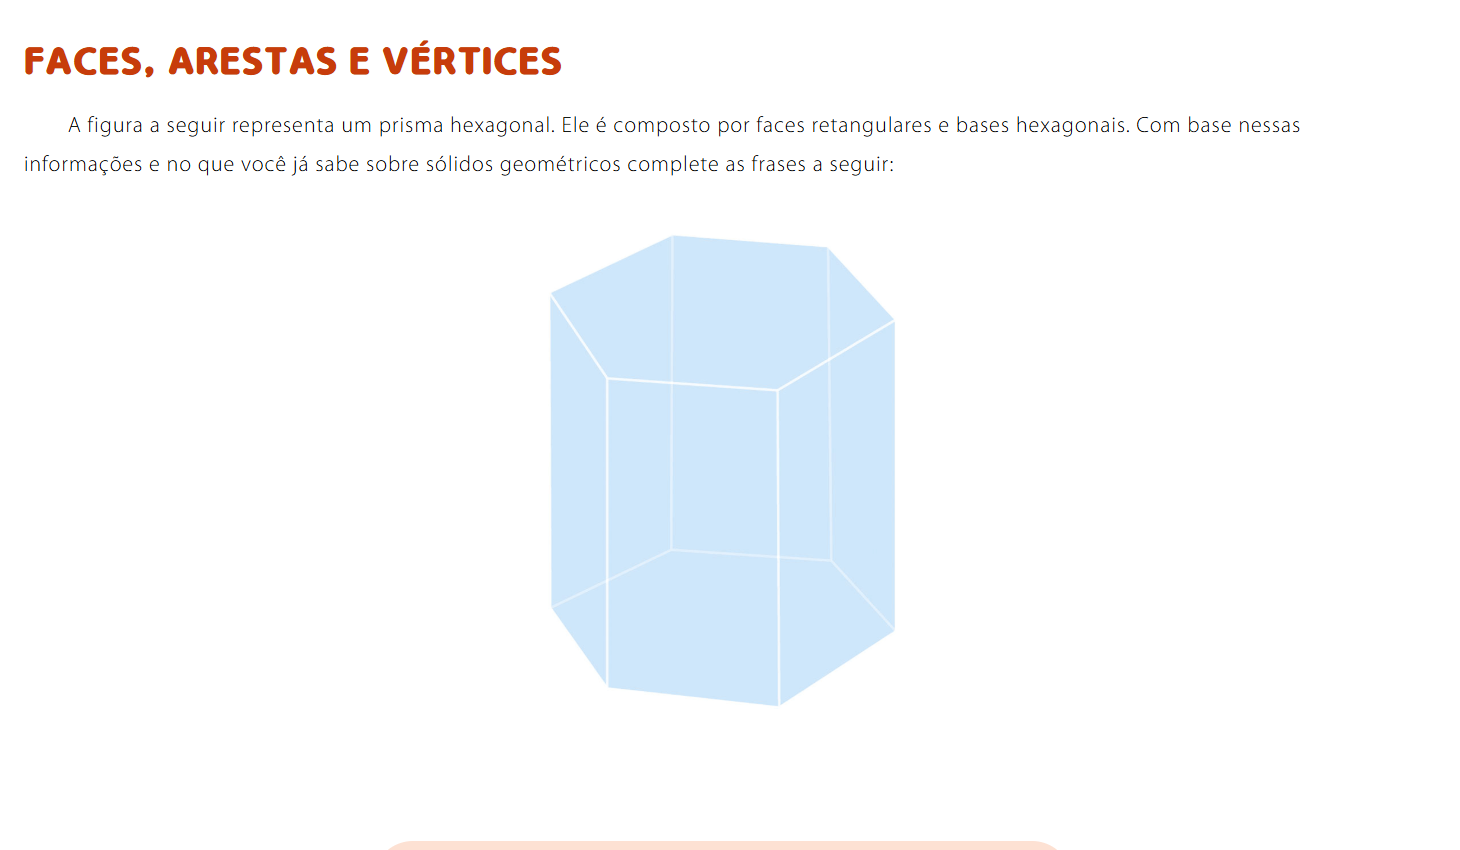 FACES, ARESTAS E VÉRTICES
A figura a seguir representa um prisma hexagonal. Ele é composto por faces retangulares e bases hexagonais. Com base nessas
informações e no que você já sabe sobre sólidos geométricos complete as frases a seguir: